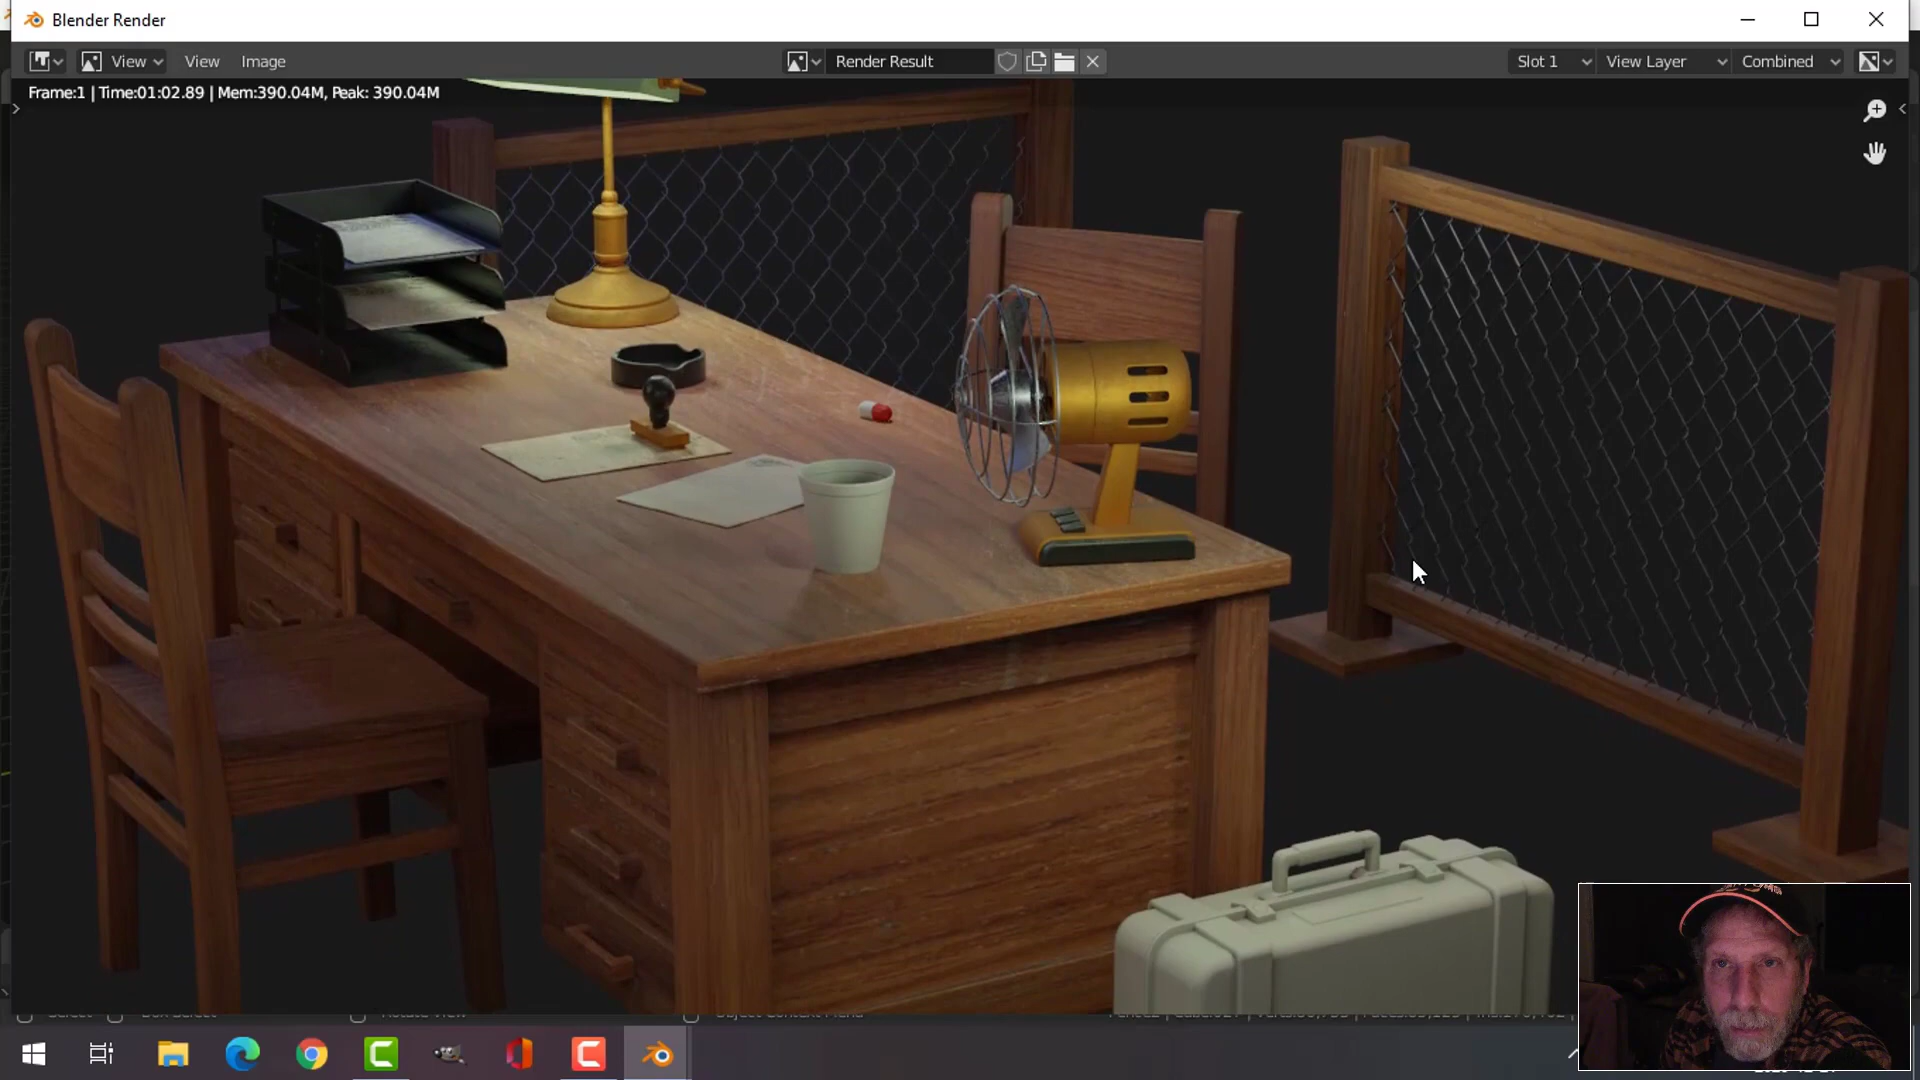 Blender Render
View View Image Render Result Slot 1 View Layer Combined
Frame:1 | Time:01:02.89 | Mem:390.04M, Peak: 390.04M